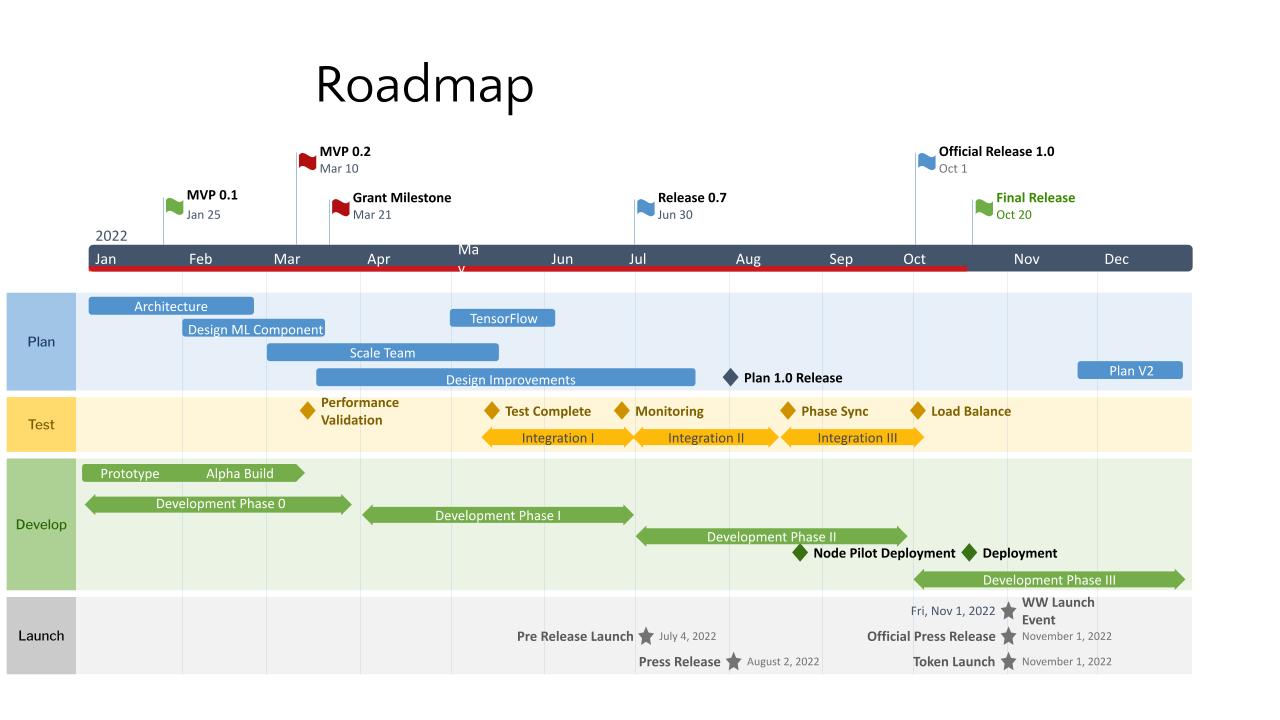 Roadmap
MVP 0.2
Mar 10
Official Release 1.0
Oct 1
MVP 0.1
Jan 25
Grant Milestone
Mar 21
Release 0.7
Jun 30
Final Release
Oct 20
2022
Jan Feb Mar Apr Ma
y Jun Jul Aug Sep Oct Nov Dec
Plan
Architecture
Design ML Component
TensorFlow
Scale Team
Design Improvements
Plan 1.0 Release
Plan V2
Test
Performance
Validation
Test Complete
Monitoring
Phase Sync
Load Balance
Integration I
Integration II
Integration III
Develop
Prototype
Alpha Build
Development Phase 0
Development Phase I
Development Phase II
Node Pilot Deployment
Deployment
Development Phase III
Launch
Fri, Nov 1, 2022
WW Launch
Event
Pre Release Launch
July 4, 2022
Official Press Release
November 1, 2022
Press Release
August 2, 2022
Token Launch
November 1, 2022